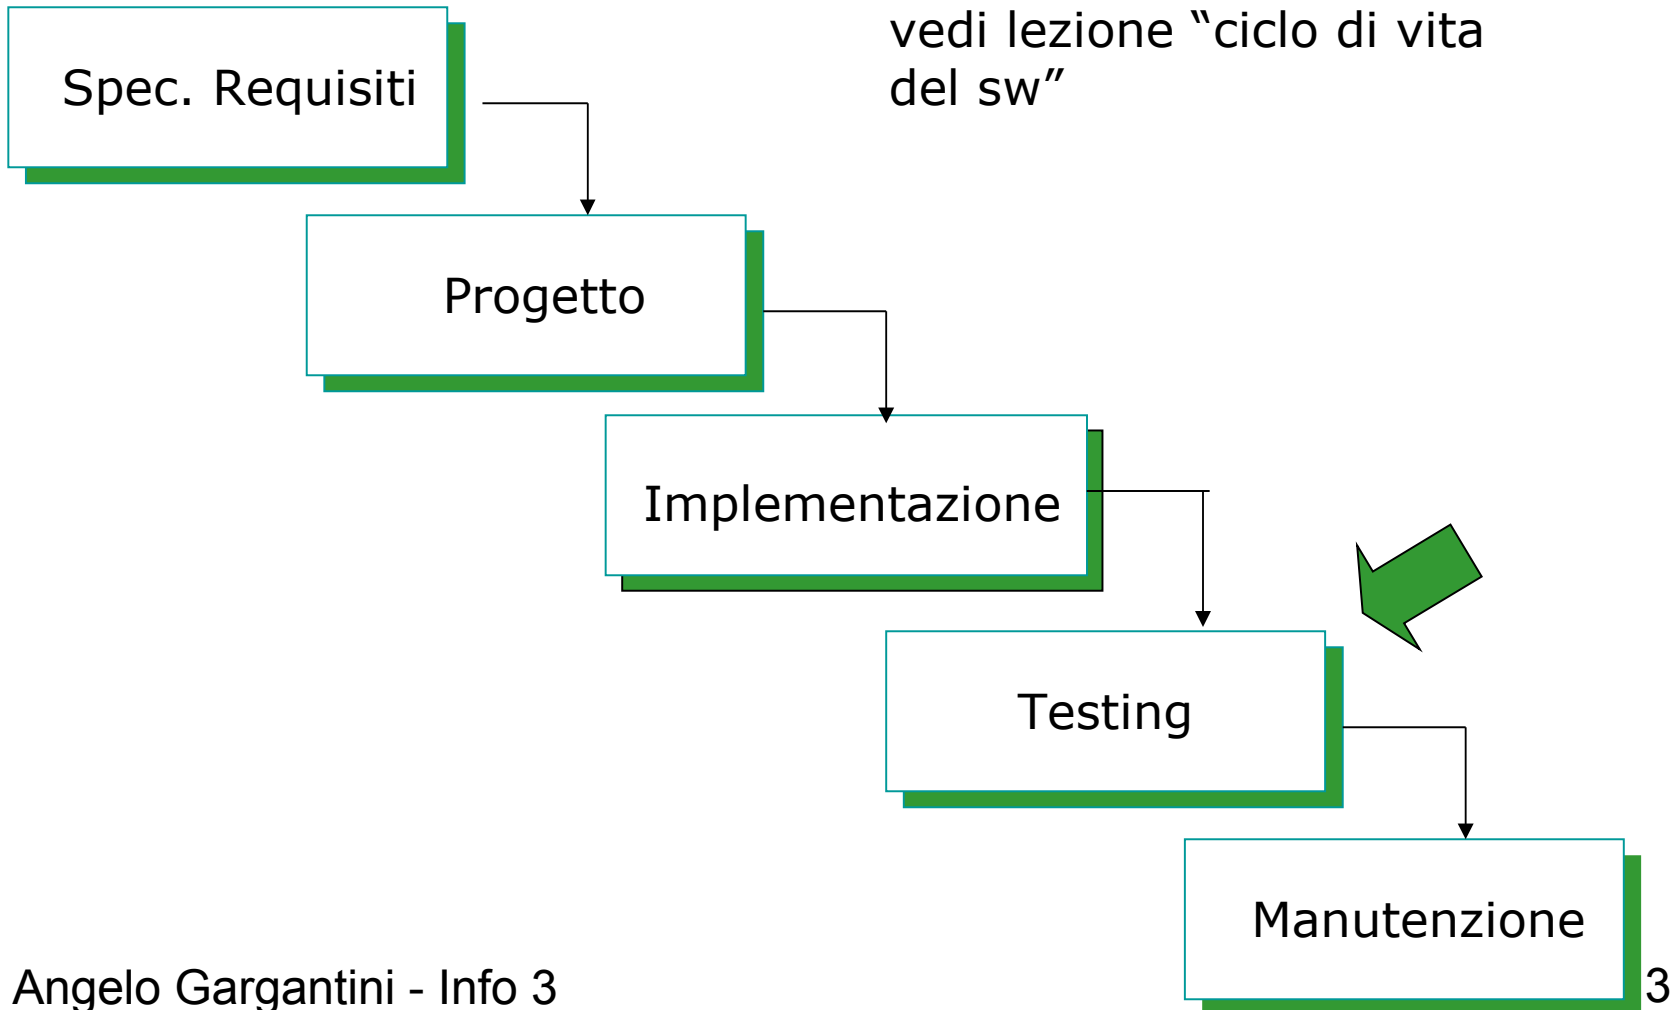 vedi lezione “ciclo di vita
del sw”
Spec. Requisiti
Progetto
Implementazione
Testing
Manutenzione
Angelo Gargantini - Info 3
3